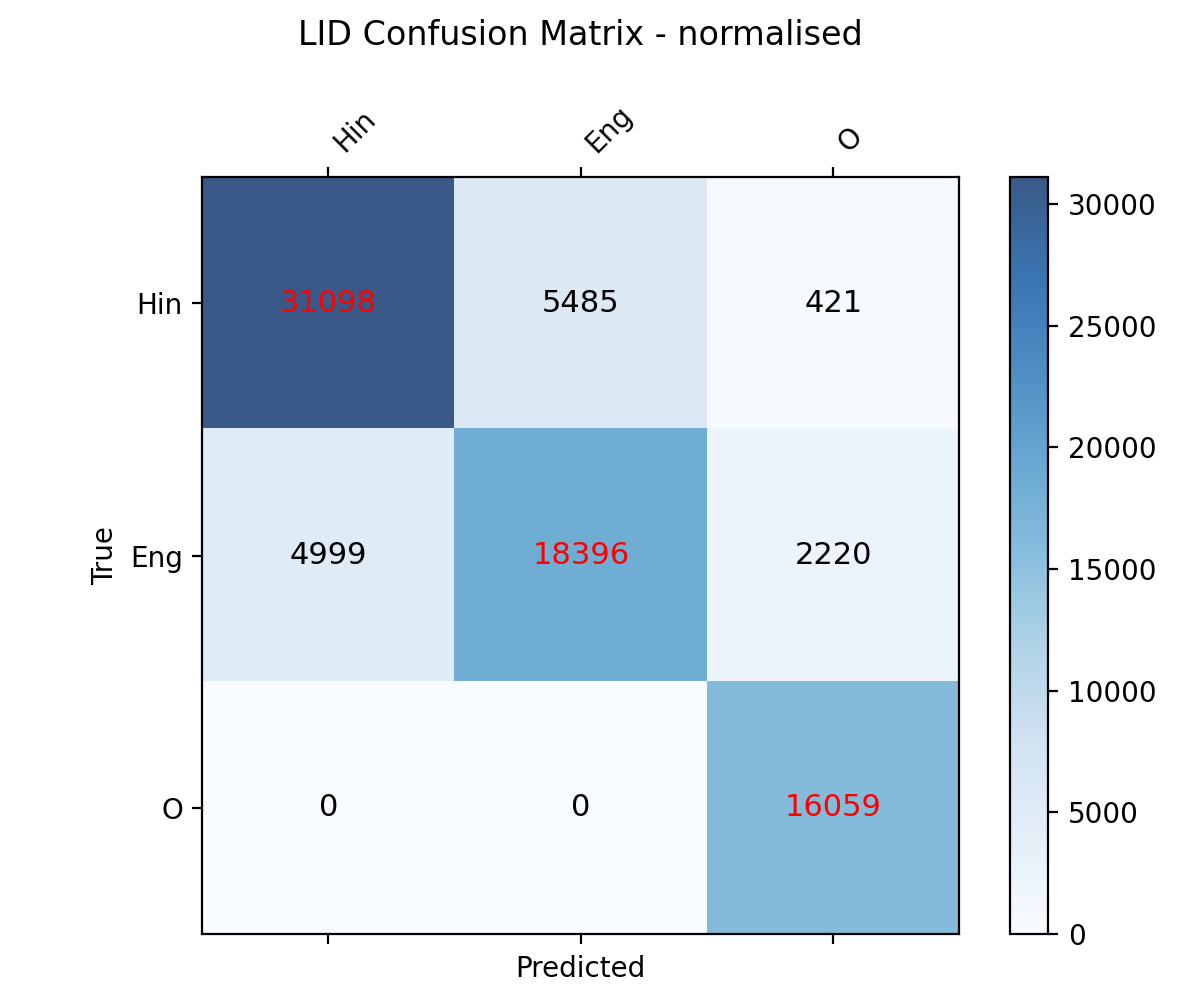 LID Confusion Matrix - normalised
Hin Eng O
30000
Hin 31098 5485 421
25000
20000
True Eng 4999 18396 2220
15000
10000
O 0 0 16059
5000
0
Predicted